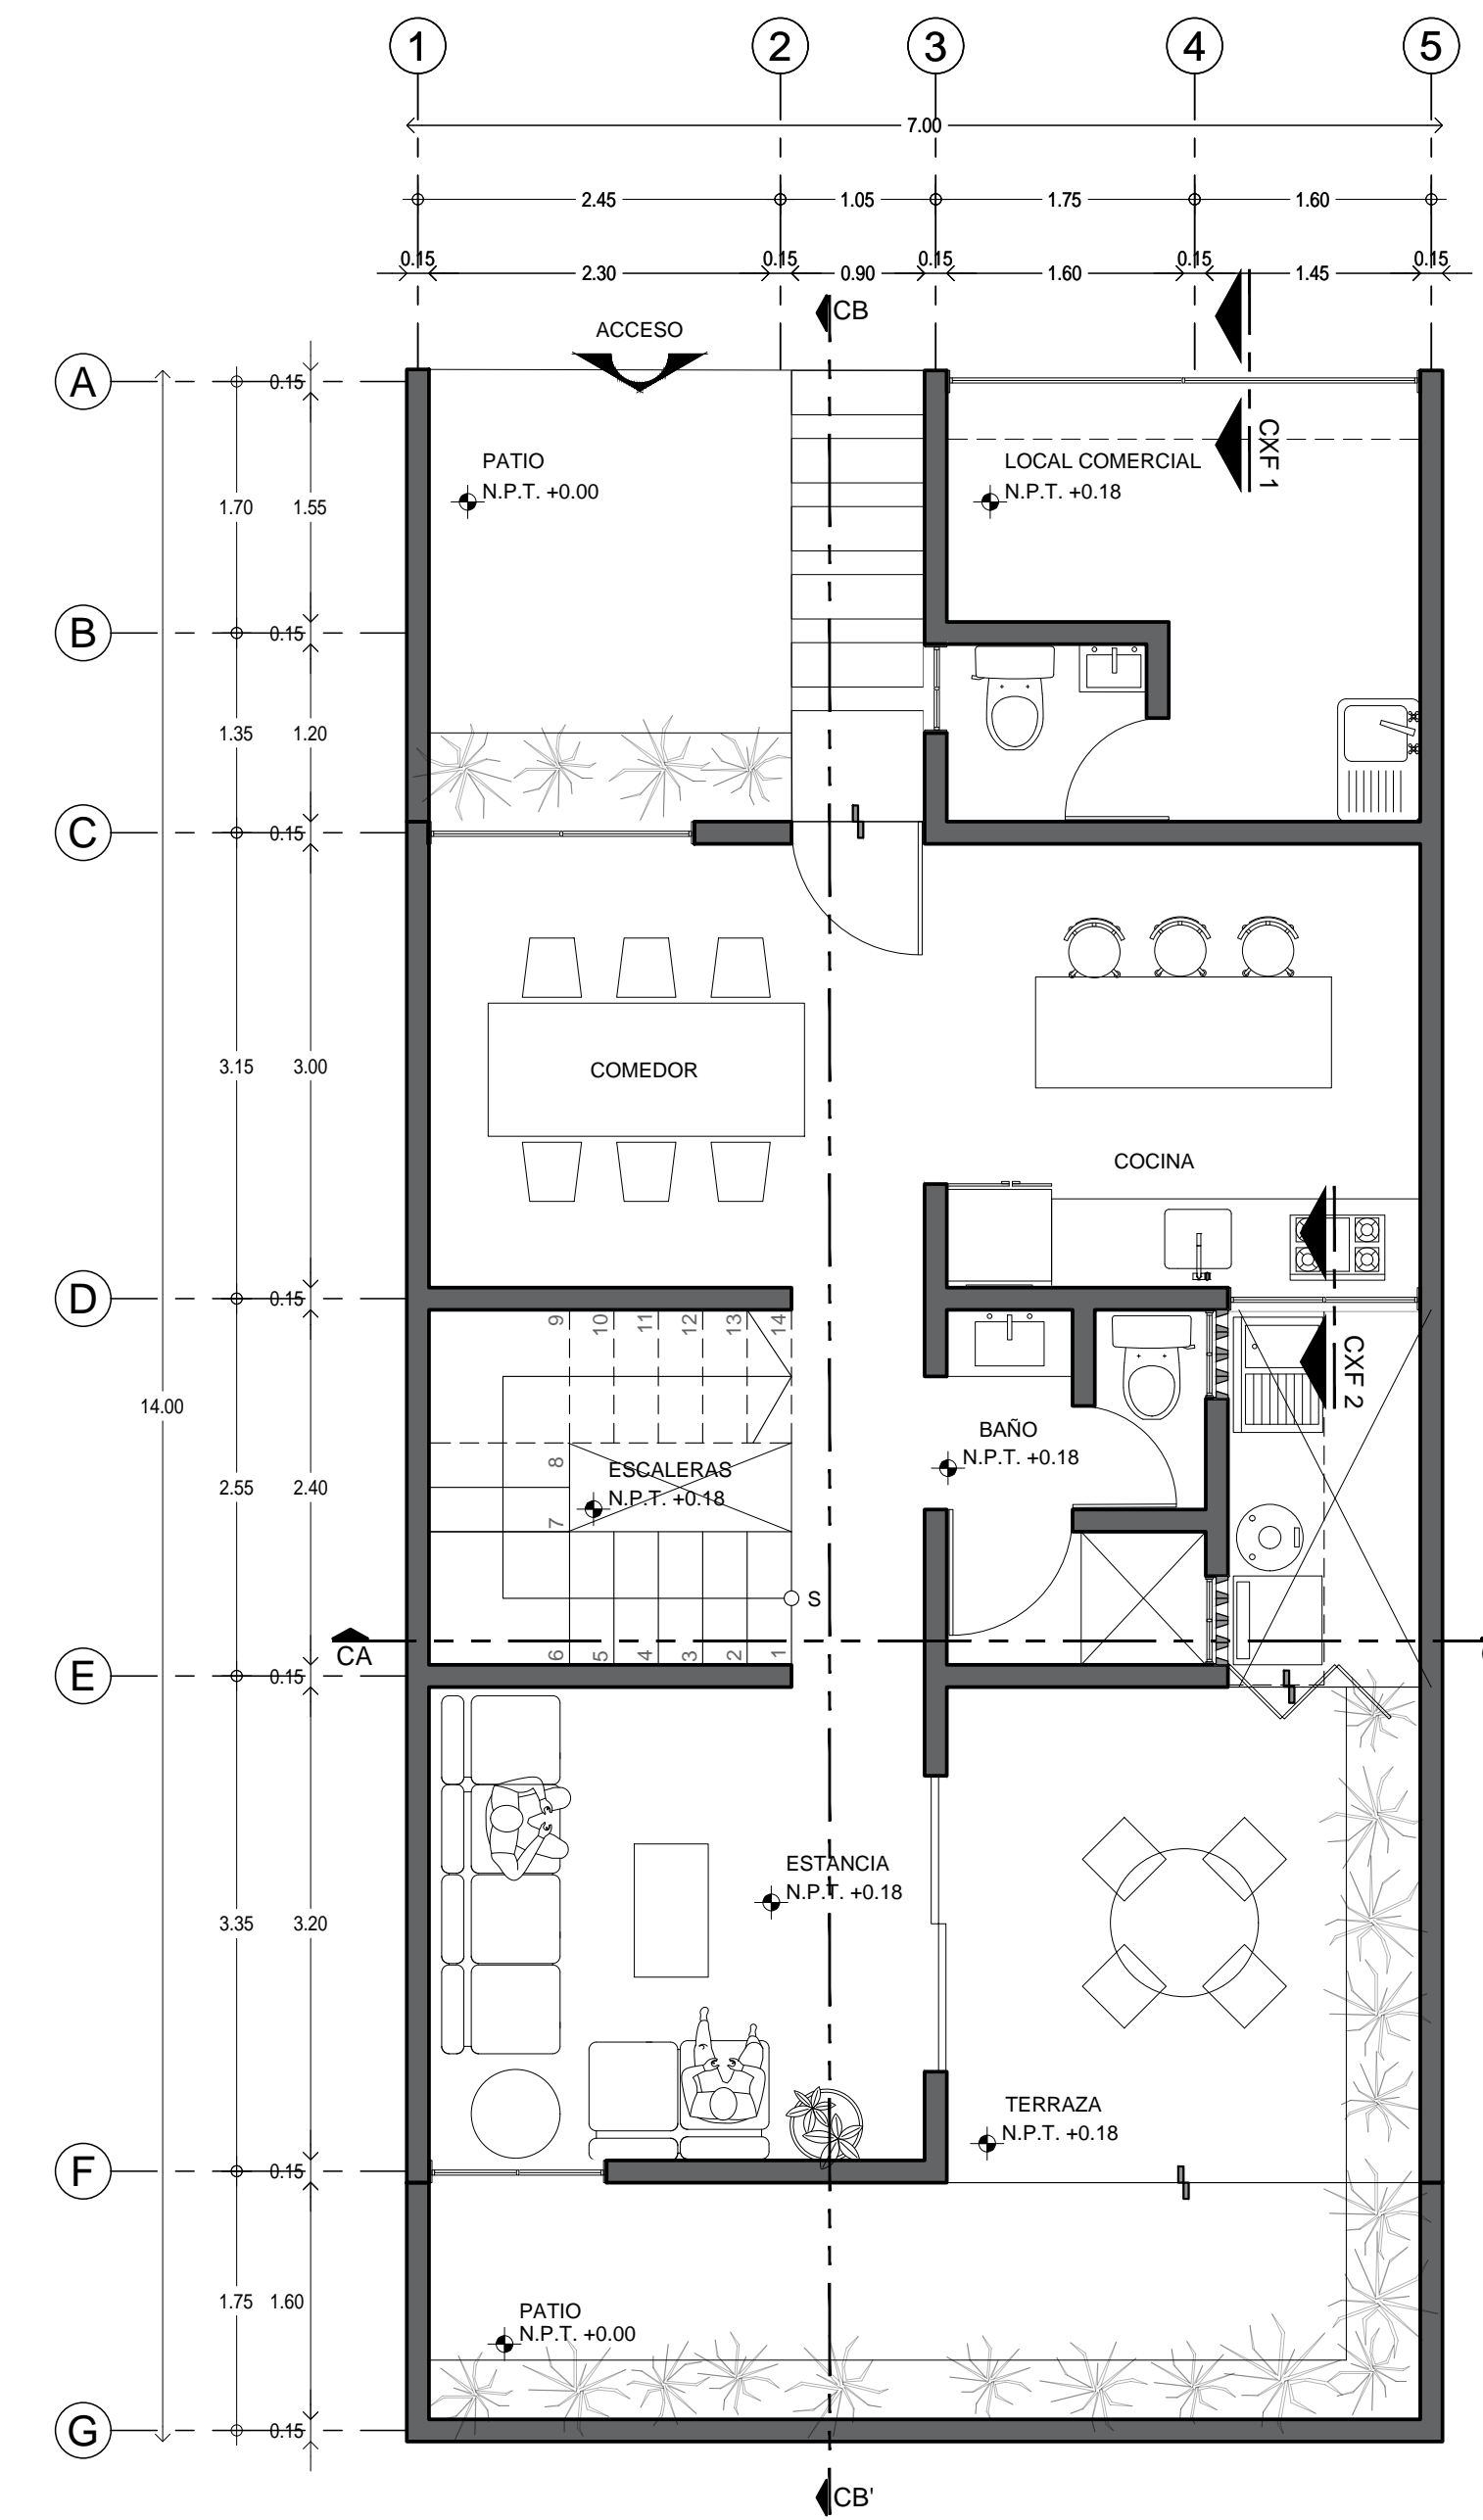 1 2 3 4 5
7.00
2.45 1.05 1.75 1.60
0.15 0.15 0.15 0.15 0.15
2.30 0.90 1.60 1.45
CB
ACCESO
A
0.15
CXF 1
PATIO
N.P.T. +0.00
LOCAL COMERCIAL
N.P.T. +0.18
1.70 1.55
B
0.15
1.35 1.20
C
0.15
3.15 3.00
COMEDOR
COCINA
D
0.15
9 10 11 12 13 14
CXF 2
14.00
BAÑO
N.P.T. +0.18
8
ESCALERAS
N.P.T. +0.18
2.55 2.40
7
S
CA
6 5 4 3 2 1
E
0.15
ESTANCIA
N.P.T. +0.18
3.35 3.20
TERRAZA
N.P.T. +0.18
F
0.15
1.75 1.60
PATIO
N.P.T. +0.00
G
0.15
CB'